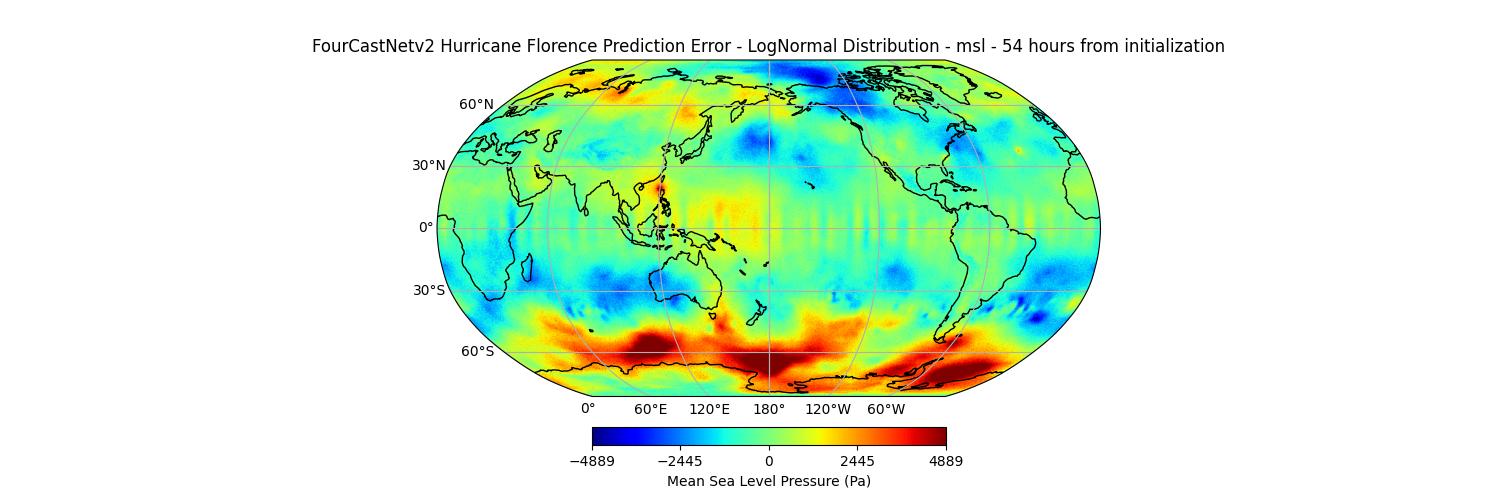 FourCastNetv2 Hurricane Florence Prediction Error - LogNormal Distribution - msl - 54 hours from initialization
60°N
30°N
0°
30°S
60°S
0° 60°E 120°E 180° 120°W 60°W
−4889 −2445 0 2445 4889
Mean Sea Level Pressure (Pa)